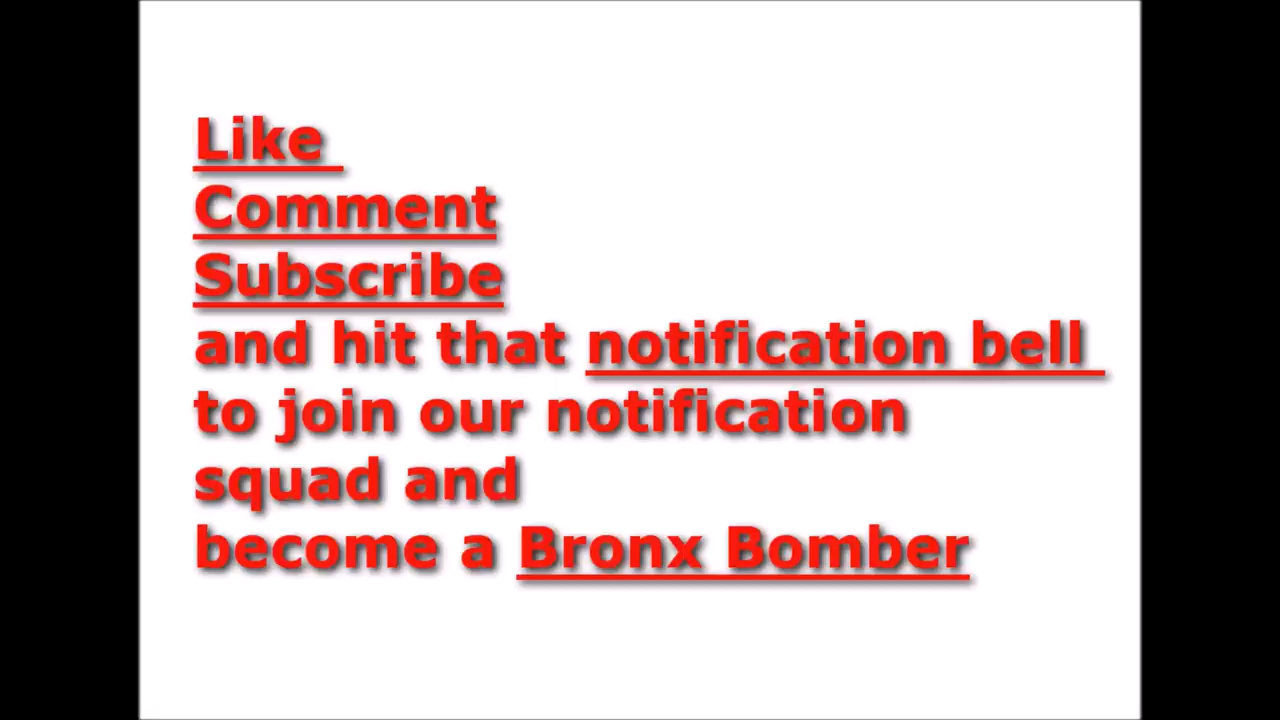 Like
Comment
Subscribe
and hit that notification bell
to join our notification
squad and
become a Bronx Bomber